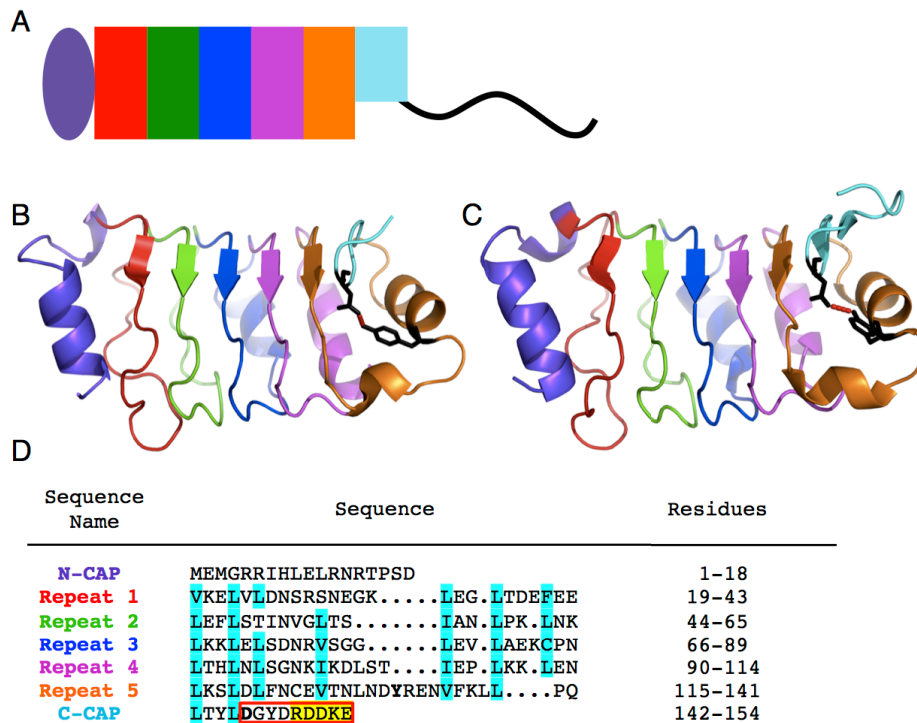 A
B
C
D
Sequence Name Sequence Residues
N-CAP MEMGRRIHLELRNRTPSD 1-18
Repeat 1 VKELVLDNSRSNEGK.....LEG.LTDEFEE 19-43
Repeat 2 LEFLSTINVGLTS.......IAN.LPK.LNK 44-65
Repeat 3 LKKLELSDNRVSGG......LEV.LAEKCPN 66-89
Repeat 4 LTHLNLSGNKIKDLST....IEP.LKK.LEN 90-114
Repeat 5 LKSLDLFNCEVTNLNDYRENVFKLL....PQ 115-141
C-CAP LTYLDGYDRDDKE 142-154